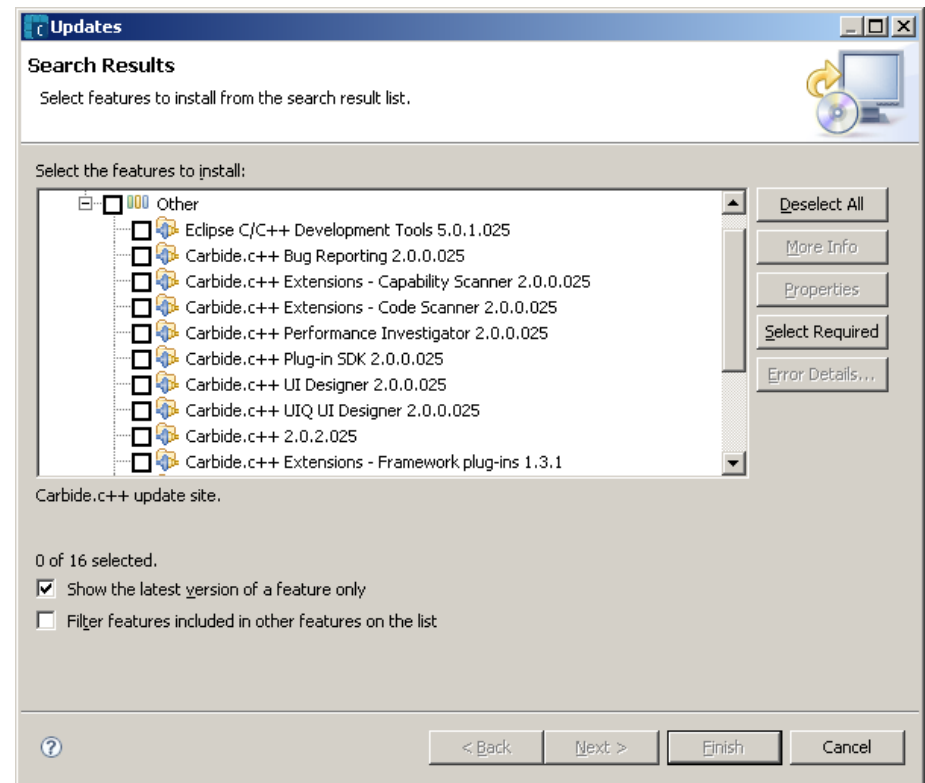 Updates
Search Results
Select features to install from the search result list.
Select the features to install:
Other
Eclipse C/C++ Development Tools 5.0.1.025
Carbide.c++ Bug Reporting 2.0.0.025
Carbide.c++ Extensions - Capability Scanner 2.0.0.025
Carbide.c++ Extensions - Code Scanner 2.0.0.025
Carbide.c++ Performance Investigator 2.0.0.025
Carbide.c++ Plug-in SDK 2.0.0.025
Carbide.c++ UI Designer 2.0.0.025
Carbide.c++ UIQ UI Designer 2.0.0.025
Carbide.c++ 2.0.2.025
Carbide.c++ Extensions - Framework plug-ins 1.3.1
Deselect All
More Info
Properties
Select Required
Error Details...
Carbide.c++ update site.
0 of 16 selected.
Show the latest version of a feature only
Filter features included in other features on the list
< Back
Next >
Finish
Cancel